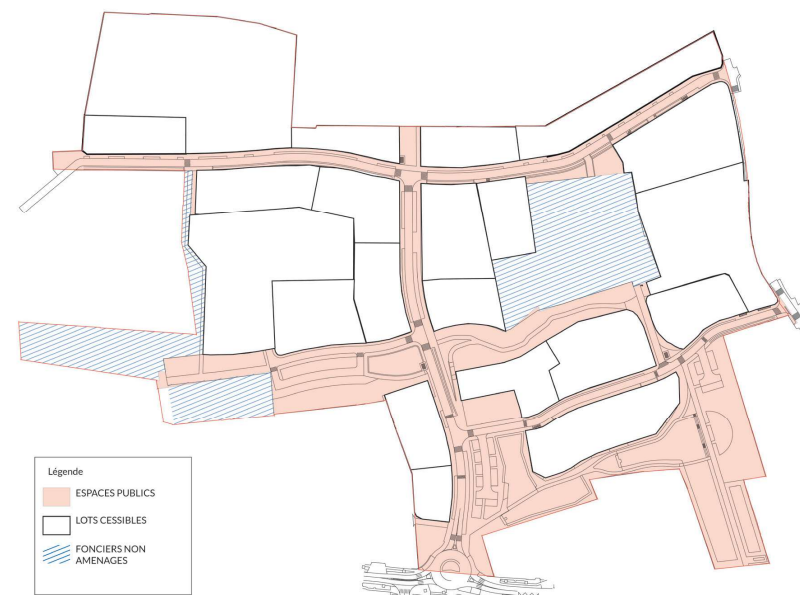 Légende
ESPACES PUBLICS
LOTS CESSIBLES
FONCIERS NON
AMENAGES